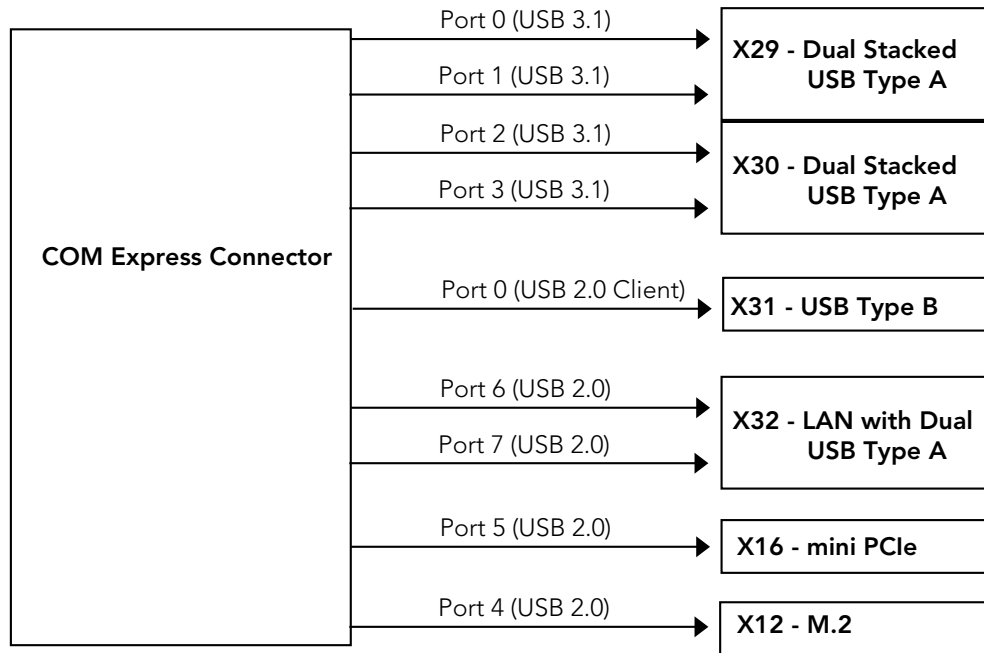 Port 0 (USB 3.1)
X29 - Dual Stacked
USB Type A
Port 1 (USB 3.1)
Port 2 (USB 3.1)
X30 - Dual Stacked
USB Type A
Port 3 (USB 3.1)
COM Express Connector
Port 0 (USB 2.0 Client)
X31 - USB Type B
Port 6 (USB 2.0)
X32 - LAN with Dual
USB Type A
Port 7 (USB 2.0)
Port 5 (USB 2.0)
X16 - mini PCIe
Port 4 (USB 2.0)
X12 - M.2